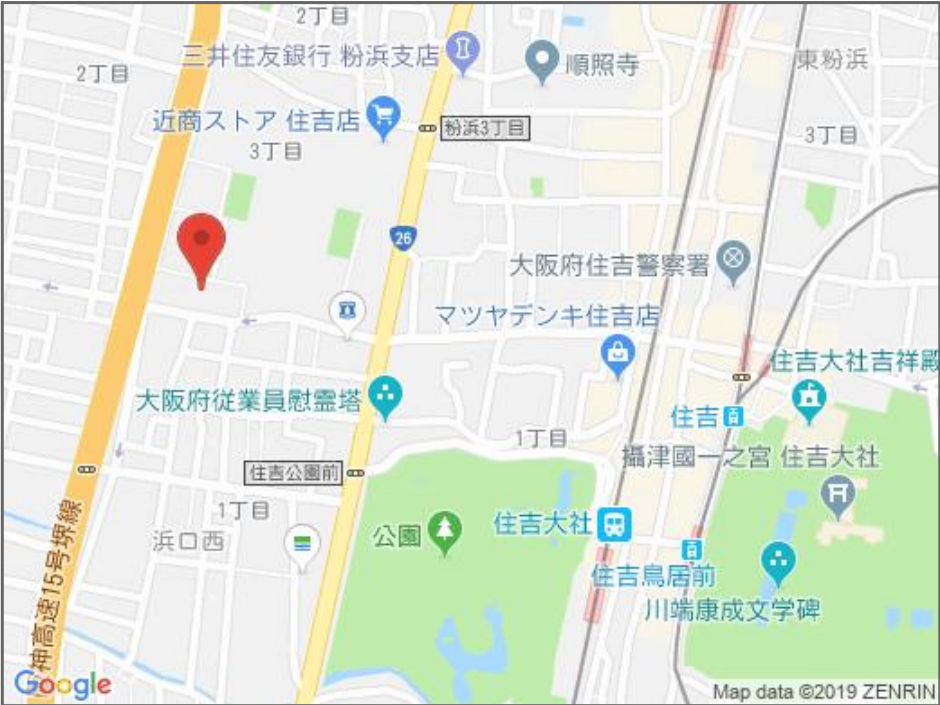 2丁目
三井住友銀行 粉浜支店
順照寺
東粉浜
2丁目
近商ストア 住吉店
粉浜3丁目
3丁目
3丁目
26
大阪府住吉警察署
マツヤデンキ住吉店
住吉大社吉祥殿
大阪府従業員慰霊塔
住吉
1丁目
攝津國一之宮 住吉大社
住吉公園前
1丁目
浜口西
公園
住吉大社
住吉鳥居前
川端康成文学碑
神高速15号堺線
Google
Map data ©2019 ZENRIN